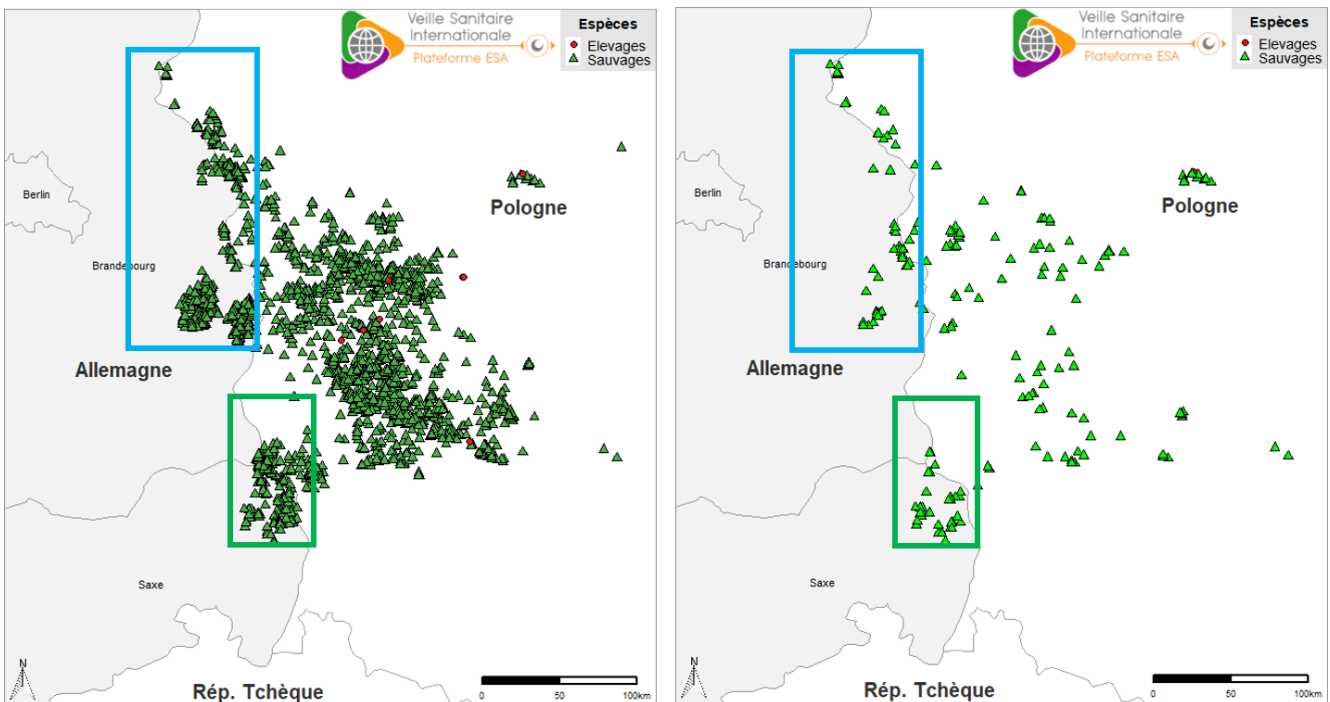 Veille Sanitaire
Internationale
Plateforme ESA
Espèces
Elevages
Sauvages
Berlin
Pologne
Brandebourg
Allemagne
Saxe
N
Rép. Tchèque
0 50 100km
Veille Sanitaire
Internationale
Plateforme ESA
Espèces
Elevages
Sauvages
Berlin
Pologne
Brandebourg
Allemagne
Saxe
N
Rép. Tchèque
0 50 100km